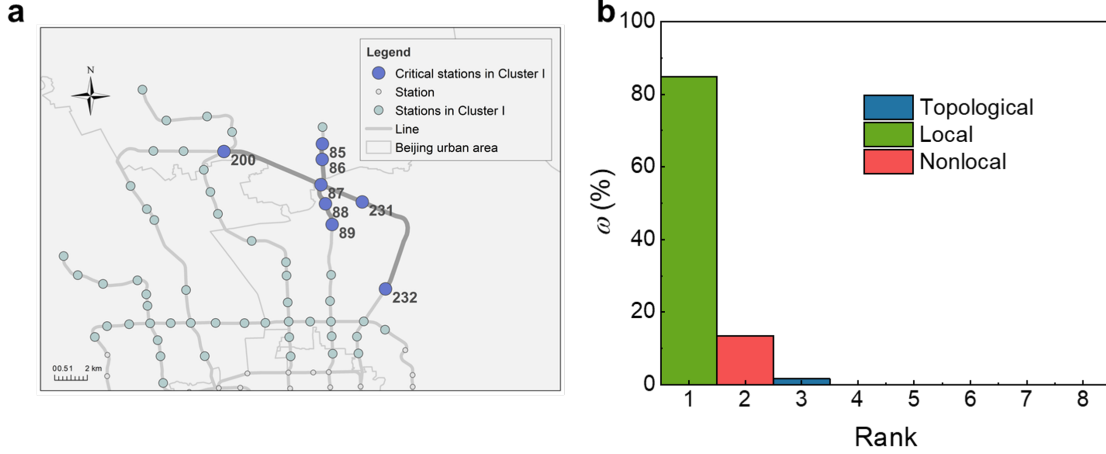 a
N
Legend
Critical stations in Cluster I
Station
Stations in Cluster I
Line
Beijing urban area
200
85
86
87
88
89
231
232
00.51 2 km
b
ω (%)
100
80
60
40
20
0
Topological
Local
Nonlocal
1 2 3 4 5 6 7 8
Rank